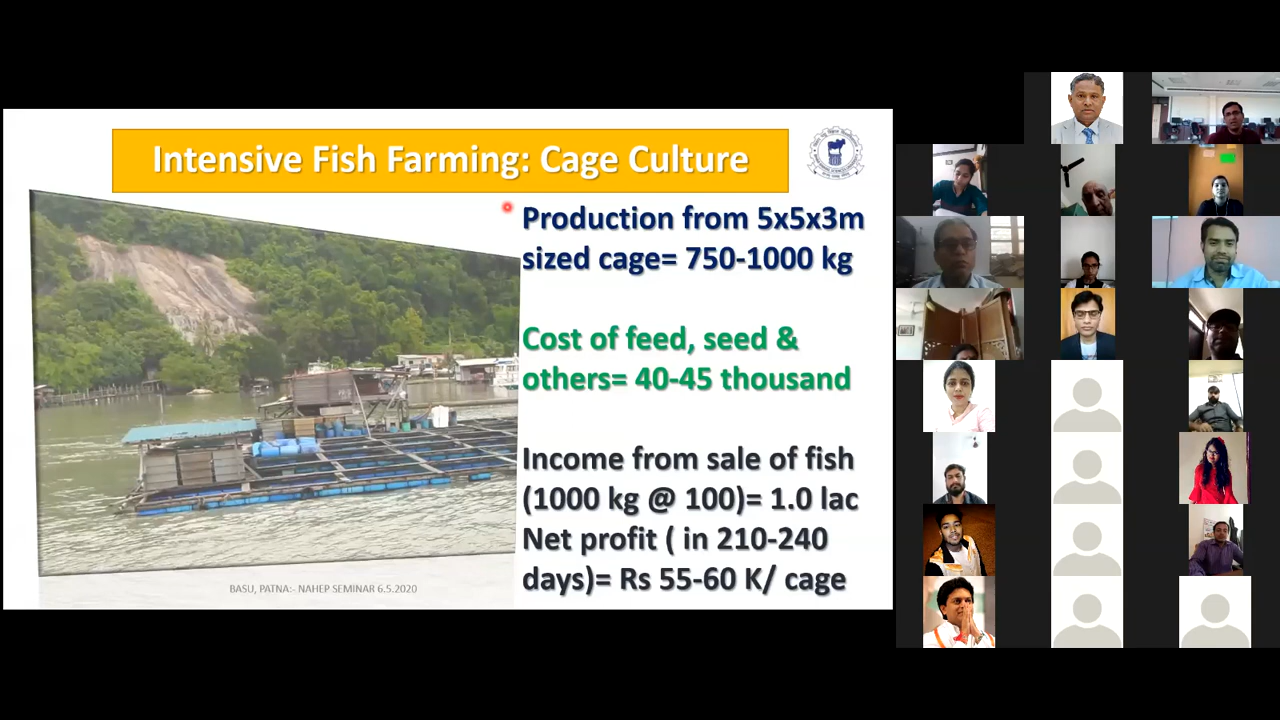 Intensive Fish Farming: Cage Culture
Production from 5x5x3m
sized cage= 750-1000 kg
Cost of feed, seed &
others= 40-45 thousand
Income from sale of fish
(1000 kg @ 100)= 1.0 lac
Net profit ( in 210-240
days)= Rs 55-60 K/ cage
BASU, PATNA:- NAHEP SEMINAR 6.5.2020